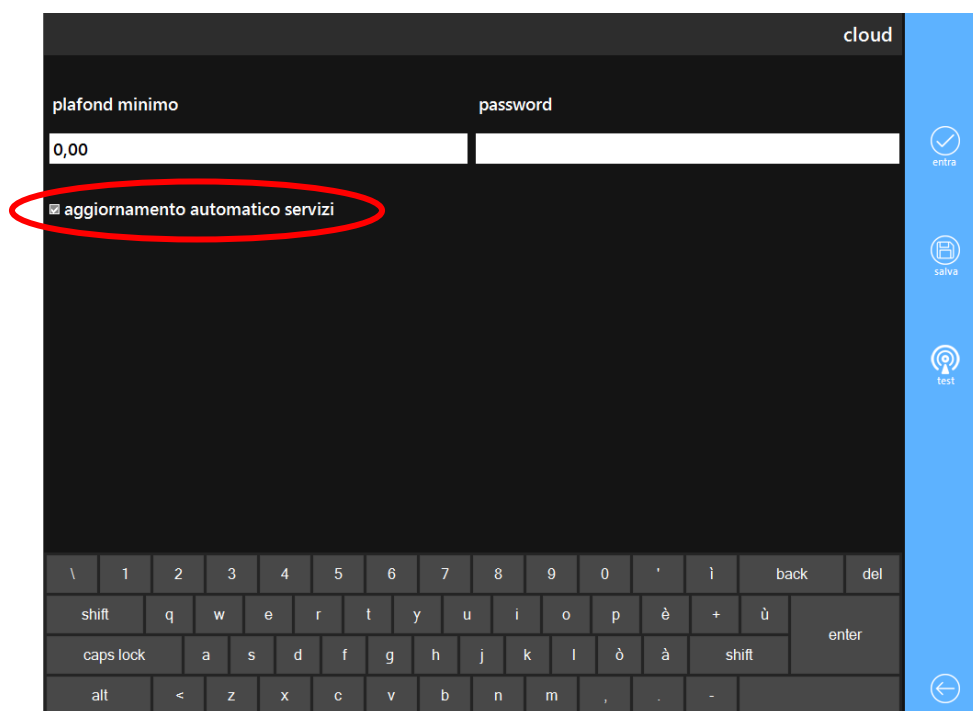 cloud
plafond minimo password
0,00
aggiornamento automatico servizi
entra
salva
test
\ 1 2 3 4 5 6 7 8 9 0 ' ì back del
shift q w e r t y u i o p è + ù
enter
caps lock a s d f g h j k l ò à shift
alt < z x c v b n m , . -